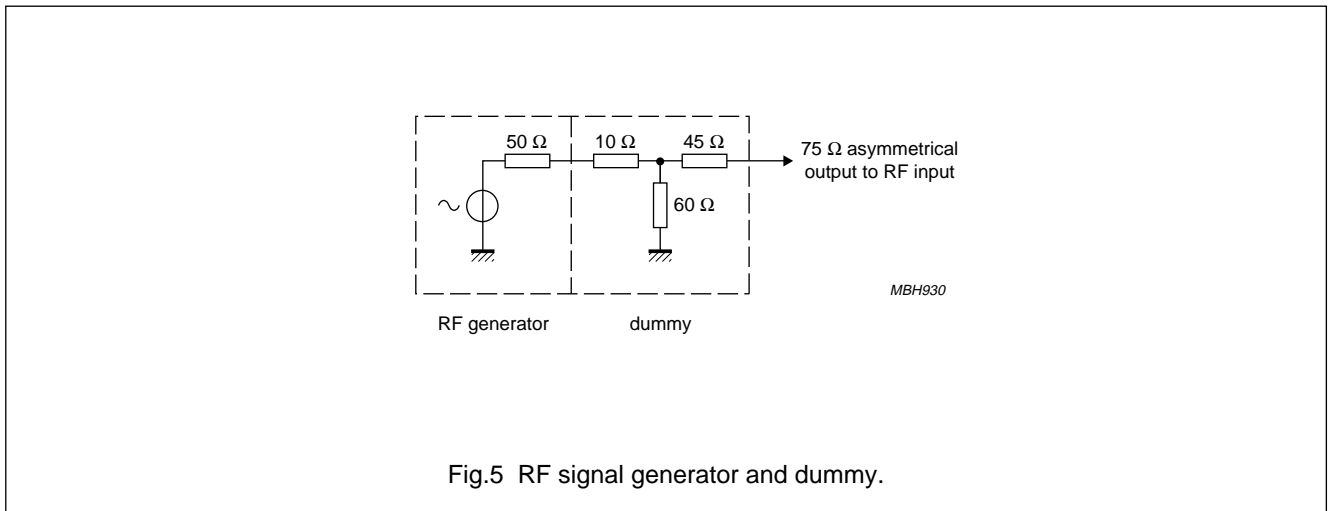 50 Ω
10 Ω
45 Ω
75 Ω asymmetrical
output to RF input
60 Ω
MBH930
RF generator
dummy
Fig.5 RF signal generator and dummy.